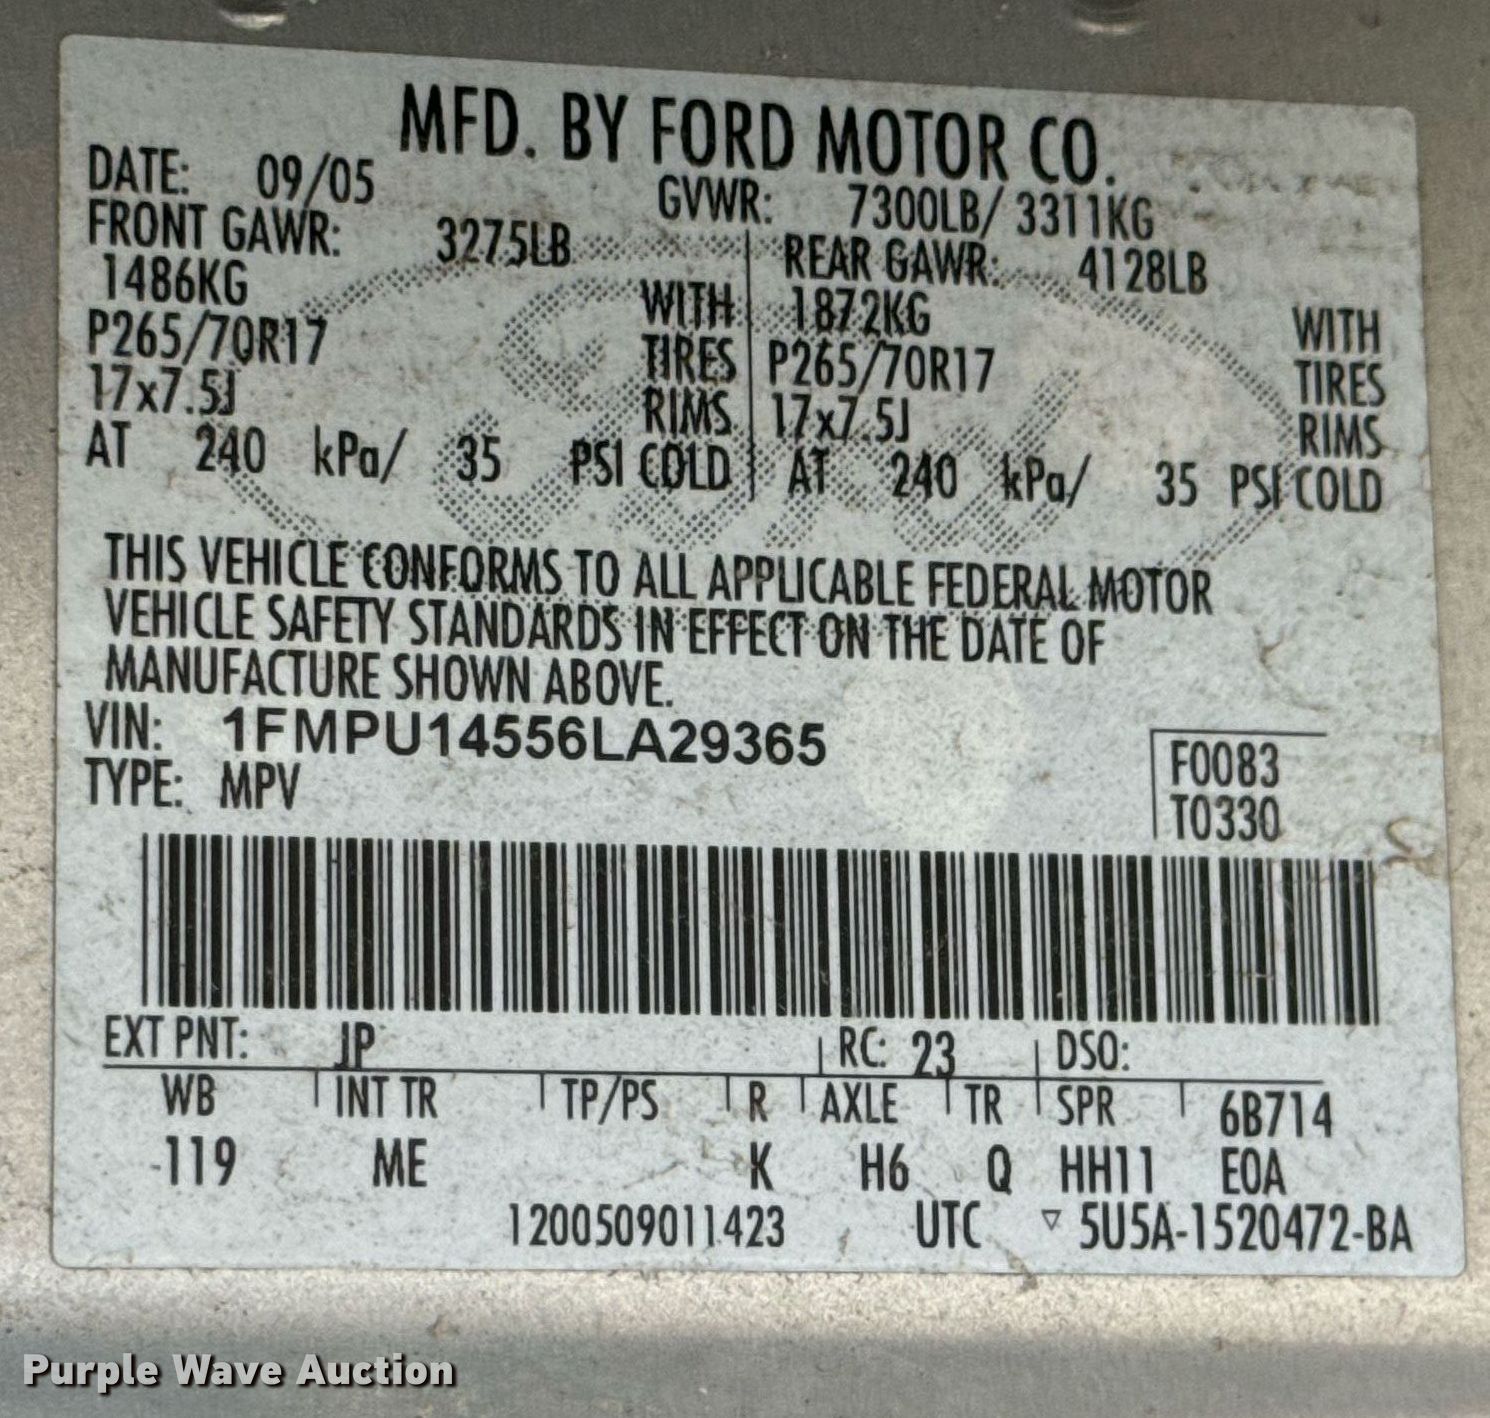 MFD. BY FORD MOTOR CO.
DATE: 09/05 GVWR: 7300LB/ 3311KG
FRONT GAWR: 3275LB REAR GAWR: 4128LB
1486KG WITH 1872KG WITH
P265/70R17 TIRES P265/70R17 TIRES
17x7.5J RIMS 17x7.5J RIMS
AT 240 kPa/ 35 PSI COLD AT 240 kPa/ 35 PSI COLD
THIS VEHICLE CONFORMS TO ALL APPLICABLE FEDERAL MOTOR
VEHICLE SAFETY STANDARDS IN EFFECT ON THE DATE OF
MANUFACTURE SHOWN ABOVE.
VIN: 1FMPU14556LA29365
TYPE: MPV
F0083
T0330
EXT PNT: JP RC: 23 DSO:
WB INT TR TP/PS R AXLE TR SPR 6B714
119 ME K H6 Q HH11 E0A
1200509011423 UTC ▽ 5U5A-1520472-BA
Purple Wave Auction